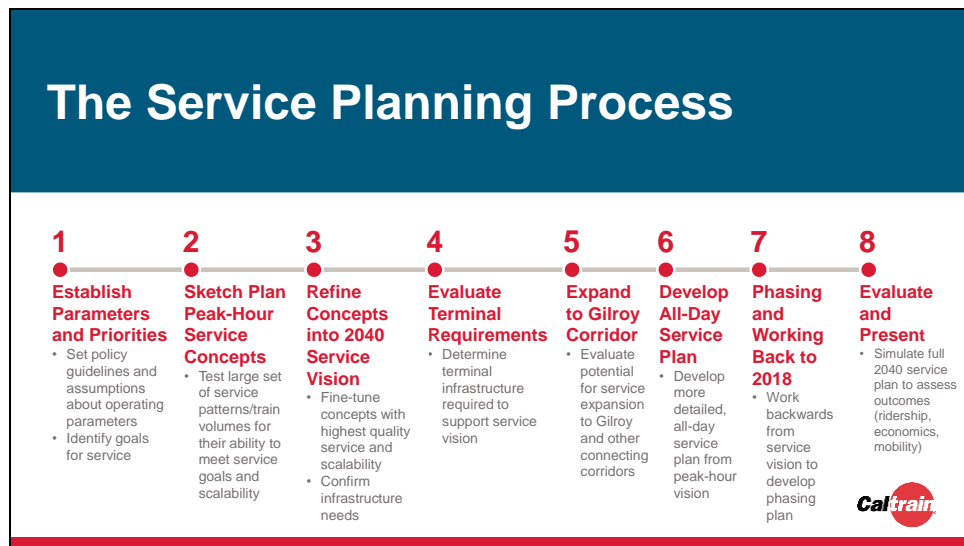 The Service Planning Process
1
Establish
Parameters
and Priorities
• Set policy
guidelines and
assumptions
about operating
parameters
• Identify goals
for service
2
Sketch Plan
Peak-Hour
Service
Concepts
• Test large set
of service
patterns/train
volumes for
their ability to
meet service
goals and
scalability
3
Refine
Concepts
into 2040
Service
Vision
• Fine-tune
concepts with
highest quality
service and
scalability
• Confirm
infrastructure
needs
4
Evaluate
Terminal
Requirements
• Determine
terminal
infrastructure
required to
support service
vision
5
Expand
to Gilroy
Corridor
• Evaluate
potential
for service
expansion
to Gilroy
and other
connecting
corridors
6
Develop
All-Day
Service
Plan
• Develop
more
detailed,
all-day
service
plan from
peak-hour
vision
7
Phasing
and
Working
Back to
2018
• Work
backwards
from
service
vision to
develop
phasing
plan
8
Evaluate
and
Present
• Simulate full
2040 service
plan to assess
outcomes
(ridership,
economics,
mobility)
Caltrain